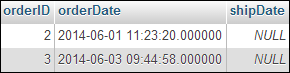 orderID orderDate shipDate
2 2014-06-01 11:23:20.000000 NULL
3 2014-06-03 09:44:58.000000 NULL